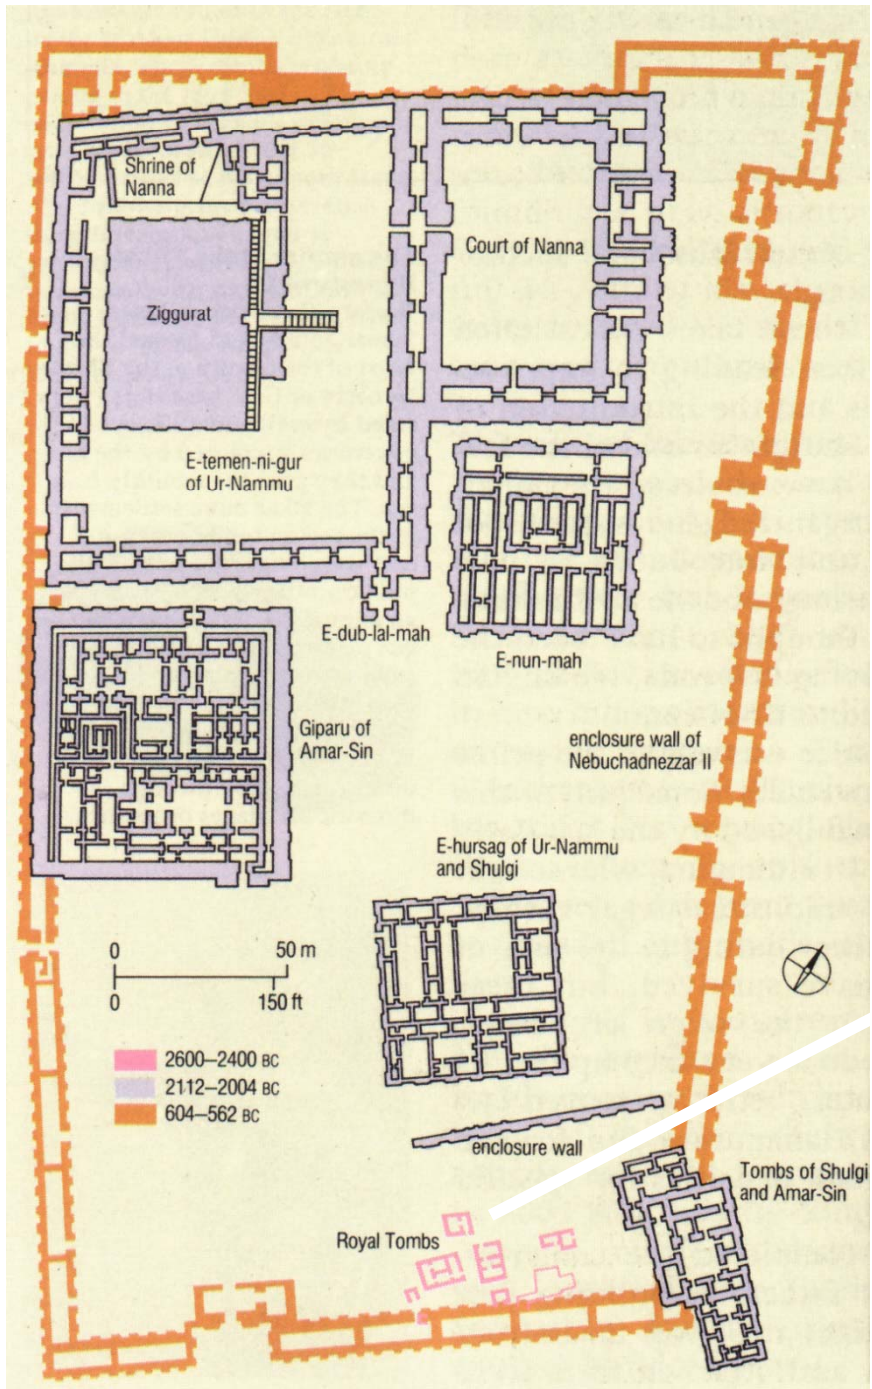 Shrine of
Nanna
Court of Nanna
Ziggurat
E-temen-ni-gur
of Ur-Nammu
E-dub-lal-mah
E-nun-mah
Giparu of
Amar-Sin
enclosure wall of
Nebuchadnezzar II
E-hursag of Ur-Nammu
and Shulgi
0 50 m
0 150 ft
2600–2400 BC
2112–2004 BC
604–562 BC
enclosure wall
Tombs of Shulgi
and Amar-Sin
Royal Tombs